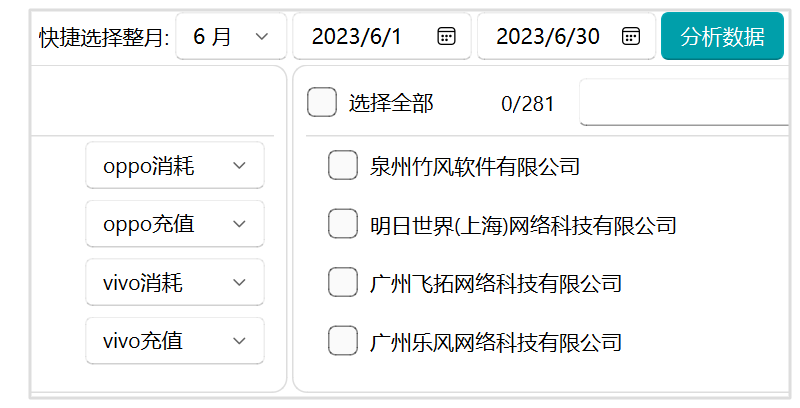 快捷选择整月: 6 月 2023/6/1 2023/6/30 分析数据
选择全部 0/281
oppo消耗
oppo充值
vivo消耗
vivo充值
泉州竹风软件有限公司
明日世界(上海)网络科技有限公司
广州飞拓网络科技有限公司
广州乐风网络科技有限公司